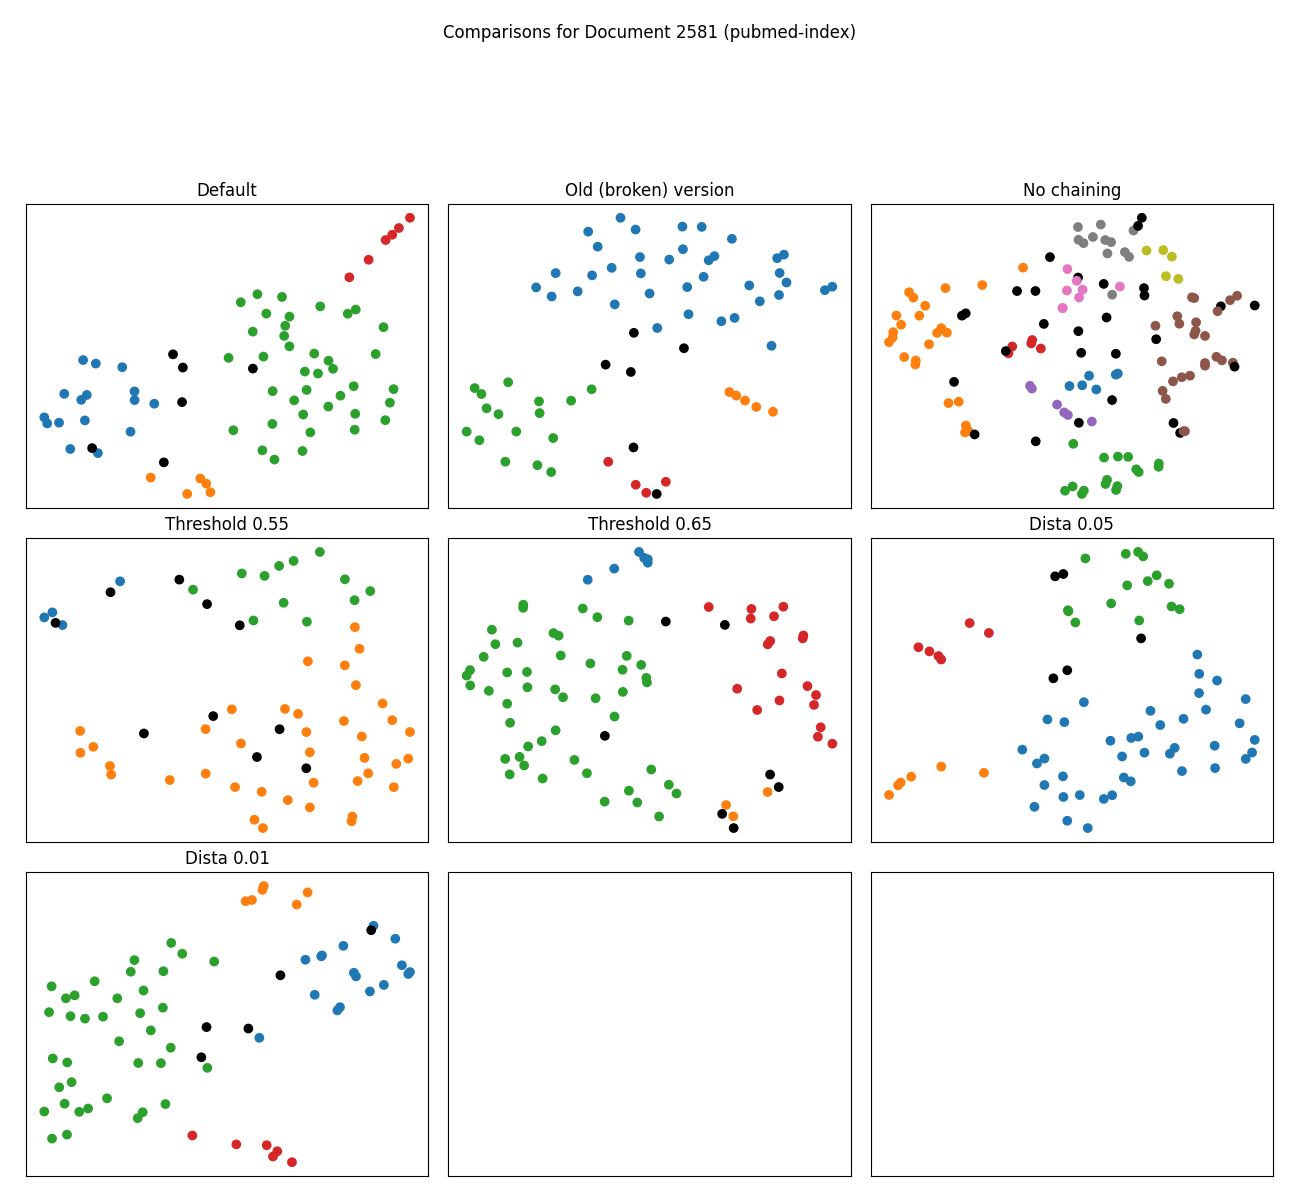 Comparisons for Document 2581 (pubmed-index)
Default
Old (broken) version
No chaining
Threshold 0.55
Threshold 0.65
Dista 0.05
Dista 0.01